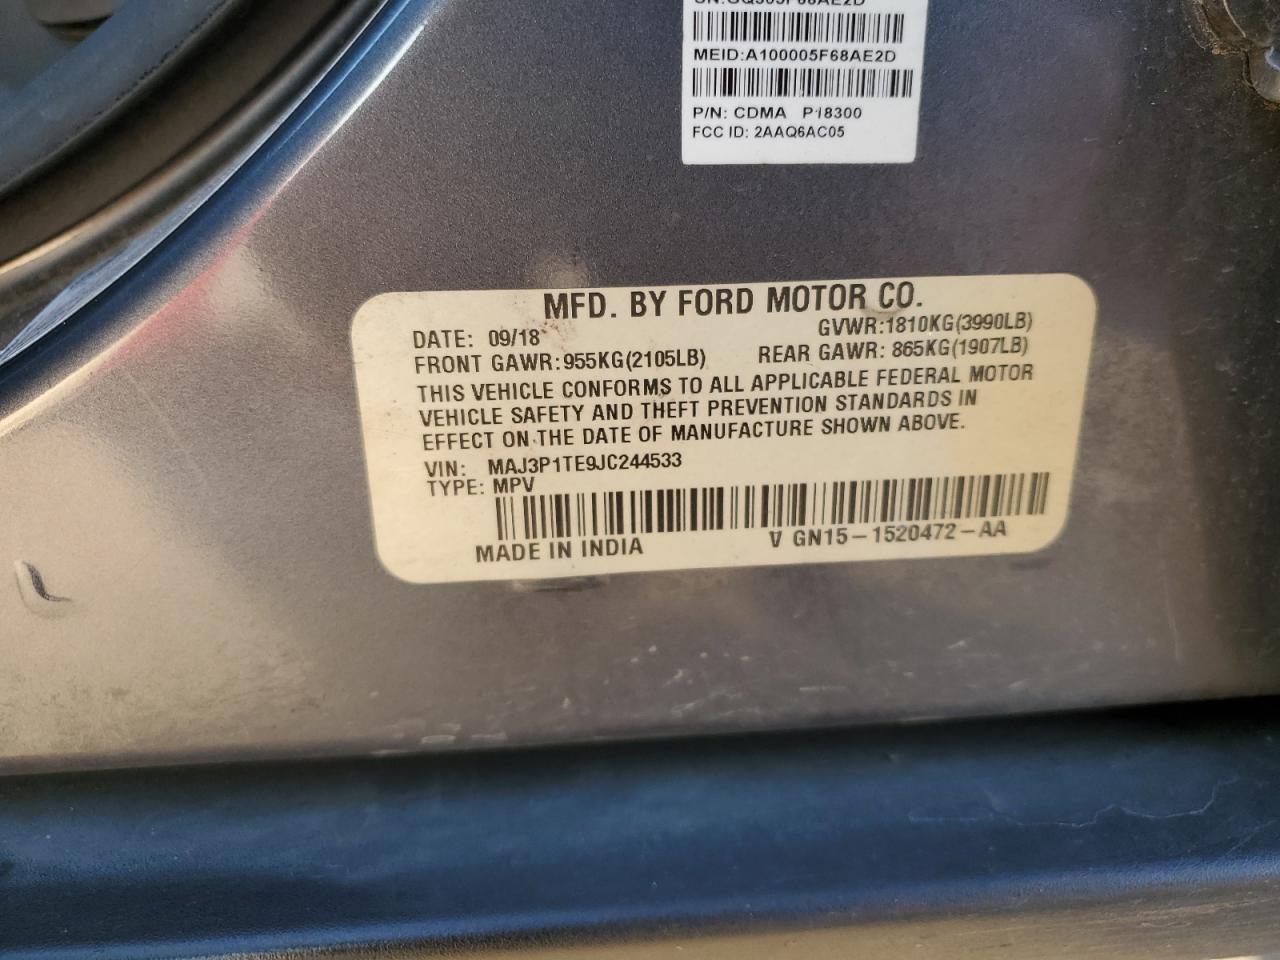 MEID:A100005F68AE2D
P/N: CDMA P18300
FCC ID: 2AAQ6AC05
MFD. BY FORD MOTOR CO.
DATE: 09/18 GVWR:1810KG(3990LB)
FRONT GAWR:955KG(2105LB) REAR GAWR: 865KG(1907LB)
THIS VEHICLE CONFORMS TO ALL APPLICABLE FEDERAL MOTOR
VEHICLE SAFETY AND THEFT PREVENTION STANDARDS IN
EFFECT ON THE DATE OF MANUFACTURE SHOWN ABOVE.
VIN: MAJ3P1TE9JC244533
TYPE: MPV
MADE IN INDIA V GN15-1520472-AA